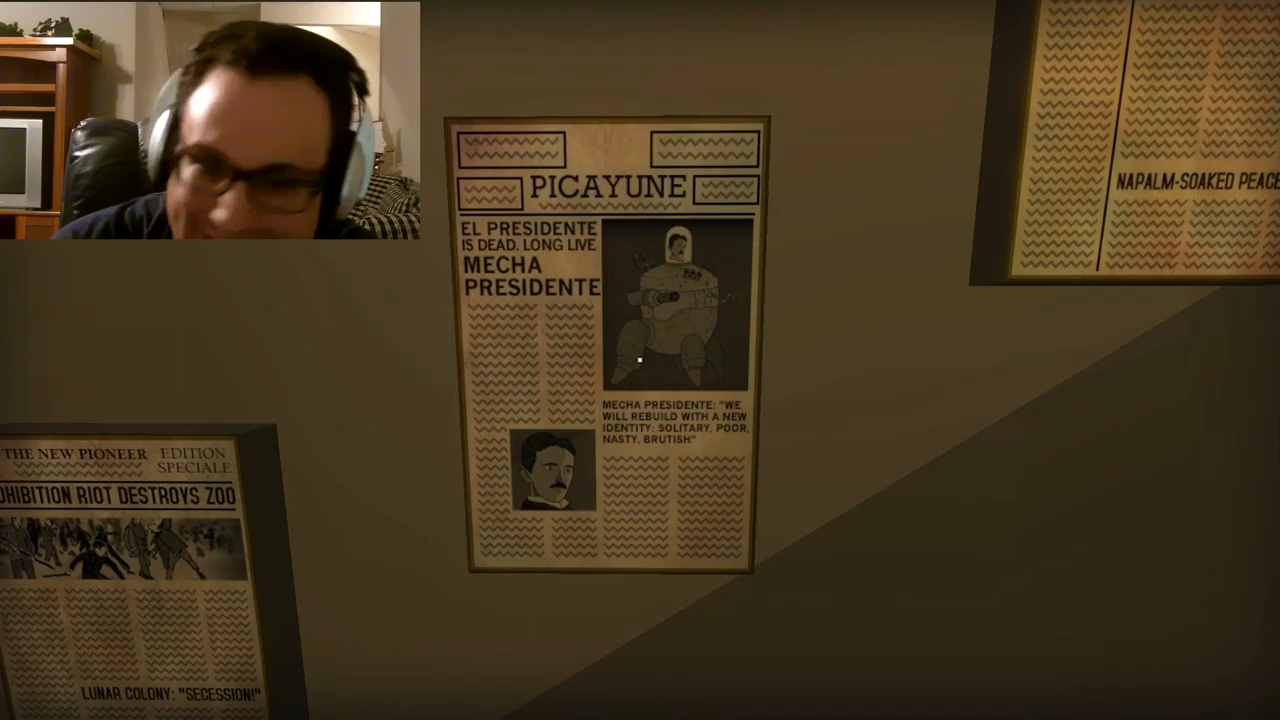 PICAYUNE
EL PRESIDENTE
IS DEAD. LONG LIVE
MECHA
PRESIDENTE
MECHA PRESIDENTE: "WE
WILL REBUILD WITH A NEW
IDENTITY: SOLITARY, POOR,
NASTY, BRUTISH"
NAPALM-SOAKED PEACE
THE NEW PIONEER
EDITION
SPECIALE
OHIBITION RIOT DESTROYS ZOO
LUNAR COLONY: "SECESSION!"